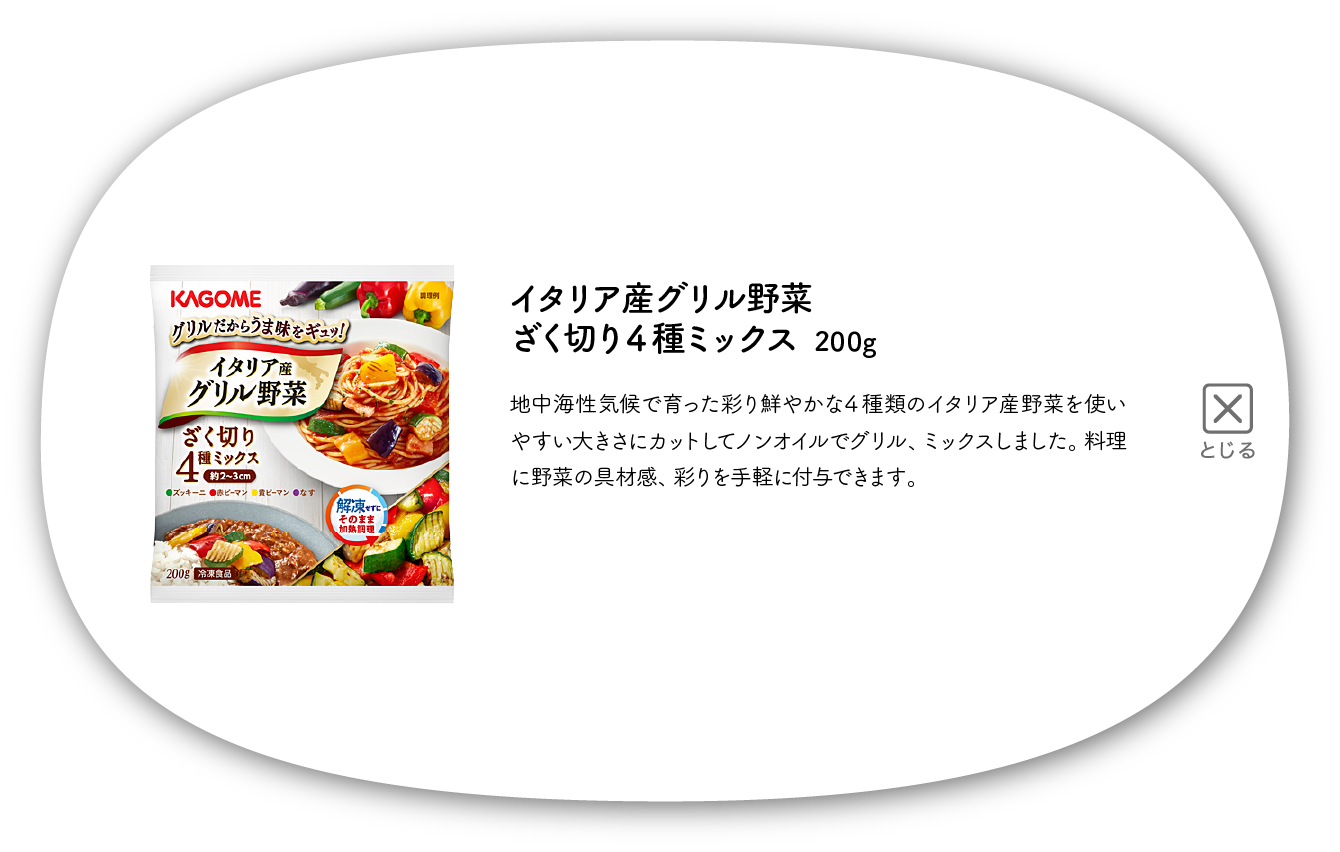 KAGOME
調理例
グリルだからうま味をギュッ!
イタリア産
グリル野菜
ざく切り
4種ミックス
約2~3cm
ズッキーニ 赤ピーマン 黄ピーマン なす
解凍せずに
そのまま
加熱調理
200g 冷凍食品
イタリア産グリル野菜
ざく切り4種ミックス 200g
地中海性気候で育った彩り鮮やかな4種類のイタリア産野菜を使い
やすい大きさにカットしてノンオイルでグリル、ミックスしました。料理
に野菜の具材感、彩りを手軽に付与できます。
とじる